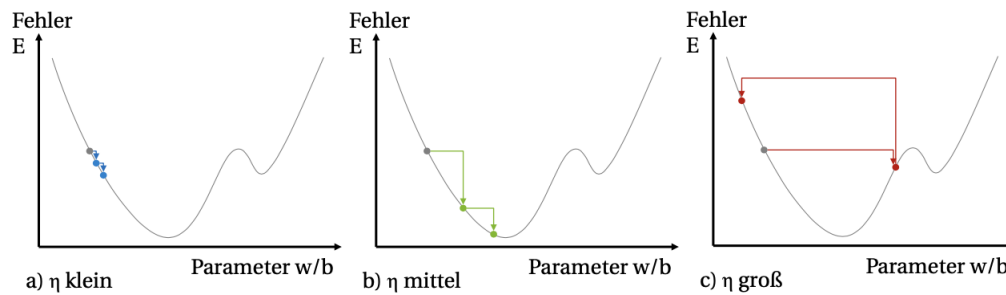 Fehler
E
Parameter w/b
a) η klein
Fehler
E
Parameter w/b
b) η mittel
Fehler
E
Parameter w/b
c) η groß